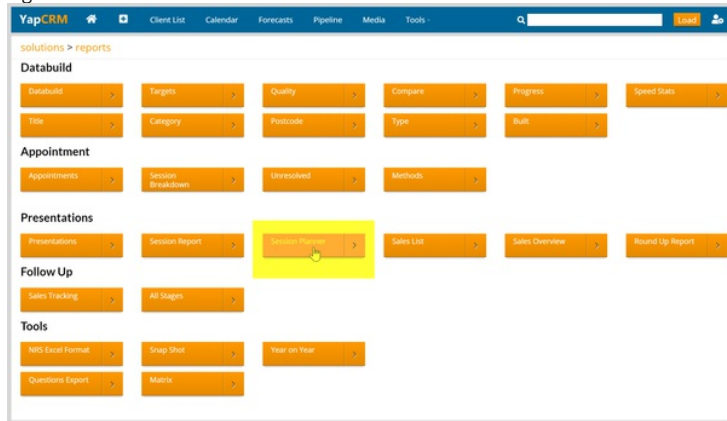 YapCRM Client List Calendar Forecasts Pipeline Media Tools Load
solutions > reports
Databuild
Databuild > Targets > Quality > Compare > Progress > Speed Stats >
Title > Category > Postcode > Type > Built >
Appointment
Appointments > Session Breakdown > Unresolved > Methods >
Presentations
Presentations > Session Report > Session Planner > Sales List > Sales Overview > Round Up Report >
Follow Up
Sales Tracking > All Stages >
Tools
NRS Excel Format > Snap Shot > Year on Year >
Questions Export > Matrix >